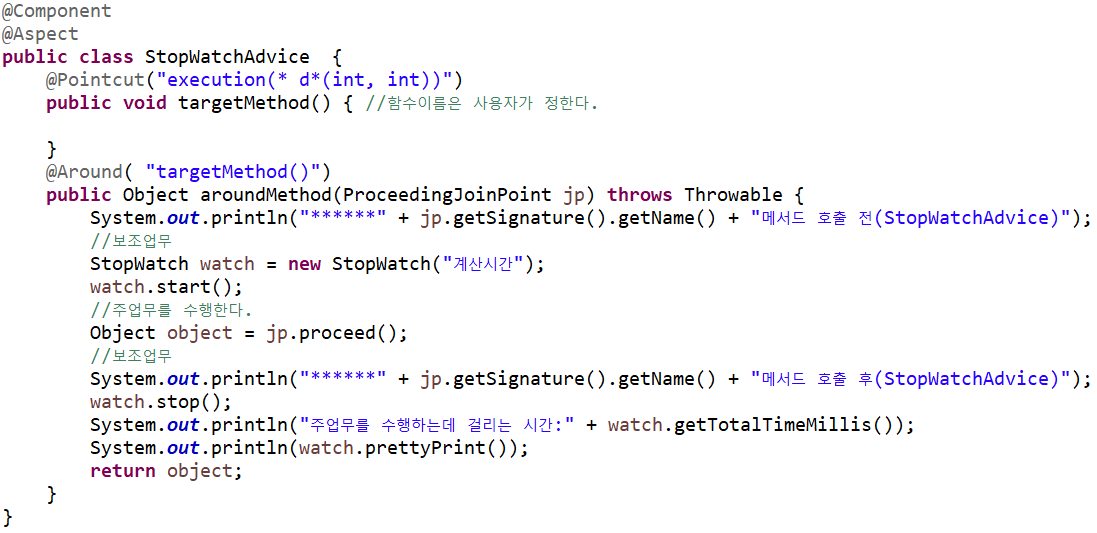 @Component
@Aspect
public class StopWatchAdvice  {
    @Pointcut("execution(* d*(int, int))")
    public void targetMethod() { //함수이름은 사용자가 정한다.
    }
    @Around( "targetMethod()")
    public Object aroundMethod(ProceedingJoinPoint jp) throws Throwable {
        System.out.println("******" + jp.getSignature().getName() + "메서드 호출 전(StopWatchAdvice)");
        //보조업무
        StopWatch watch = new StopWatch("계산시간");
        watch.start();
        //주업무를 수행한다.
        Object object = jp.proceed();
        //보조업무
        System.out.println("******" + jp.getSignature().getName() + "메서드 호출 후(StopWatchAdvice)");
        watch.stop();
        System.out.println("주업무를 수행하는데 걸리는 시간:" + watch.getTotalTimeMillis());
        System.out.println(watch.prettyPrint());
        return object;
    }
}